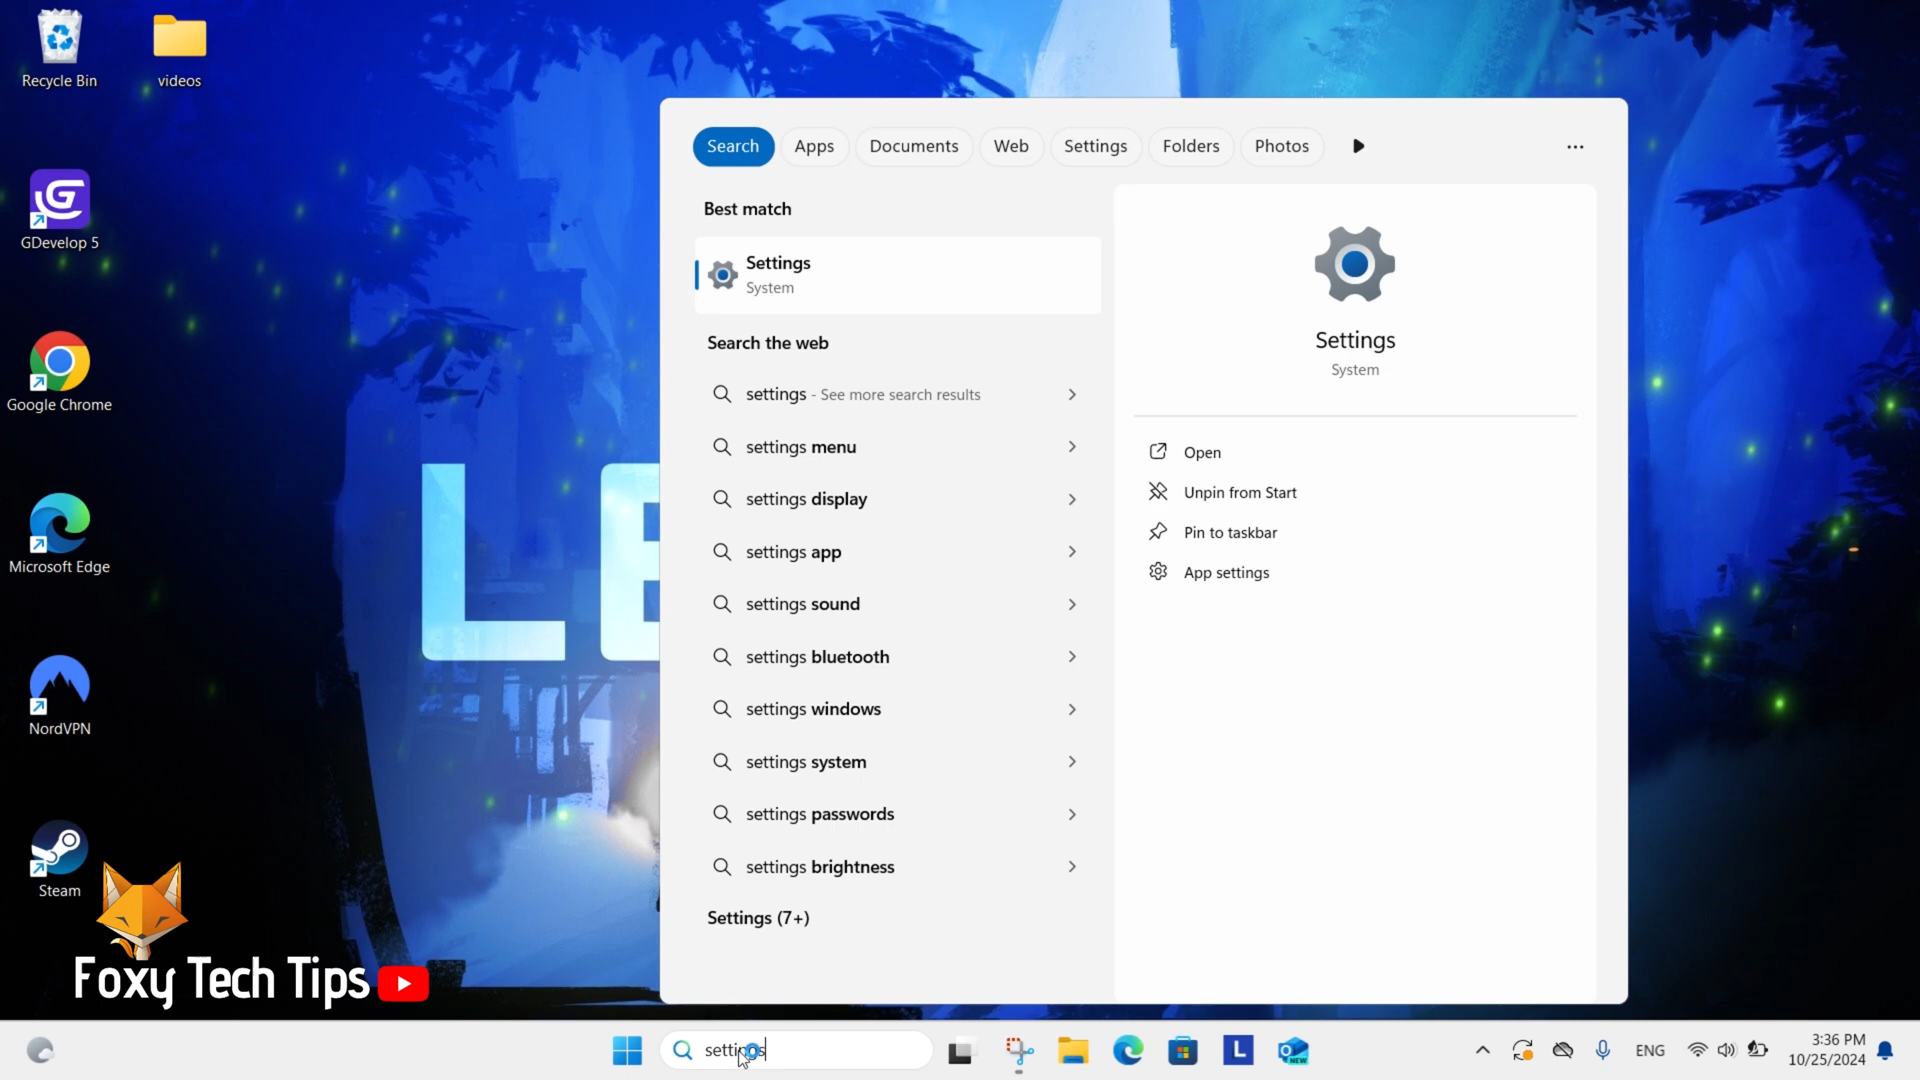 Recycle Bin
videos
GDevelop 5
Google Chrome
Microsoft Edge
NordVPN
Steam
LE
Foxy Tech Tips
Search
Apps
Documents
Web
Settings
Folders
Photos
Best match
Settings
System
Search the web
settings - See more search results
settings menu
settings display
settings app
settings sound
settings bluetooth
settings windows
settings system
settings passwords
settings brightness
Settings (7+)
Settings
System
Open
Unpin from Start
Pin to taskbar
App settings
settings
L
NEW
ENG
3:36 PM
10/25/2024